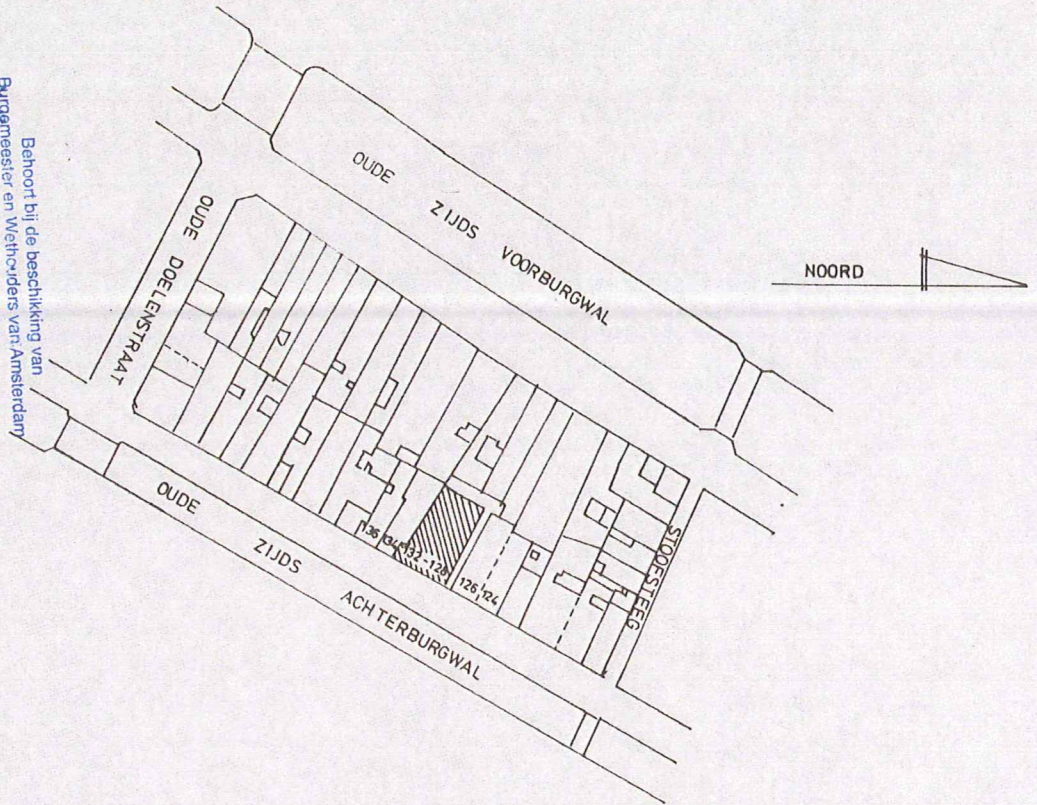 Behoort bij de beschikking van
Burgemeester en Wethouders van Amsterdam
OUDE ZIJDS VOORBURGWAL
NOORD
OUDE DOELENSTRAAT
STOOFSTEEG
136
132-128
126
124
OUDE ZIJDS ACHTERBURGWAL